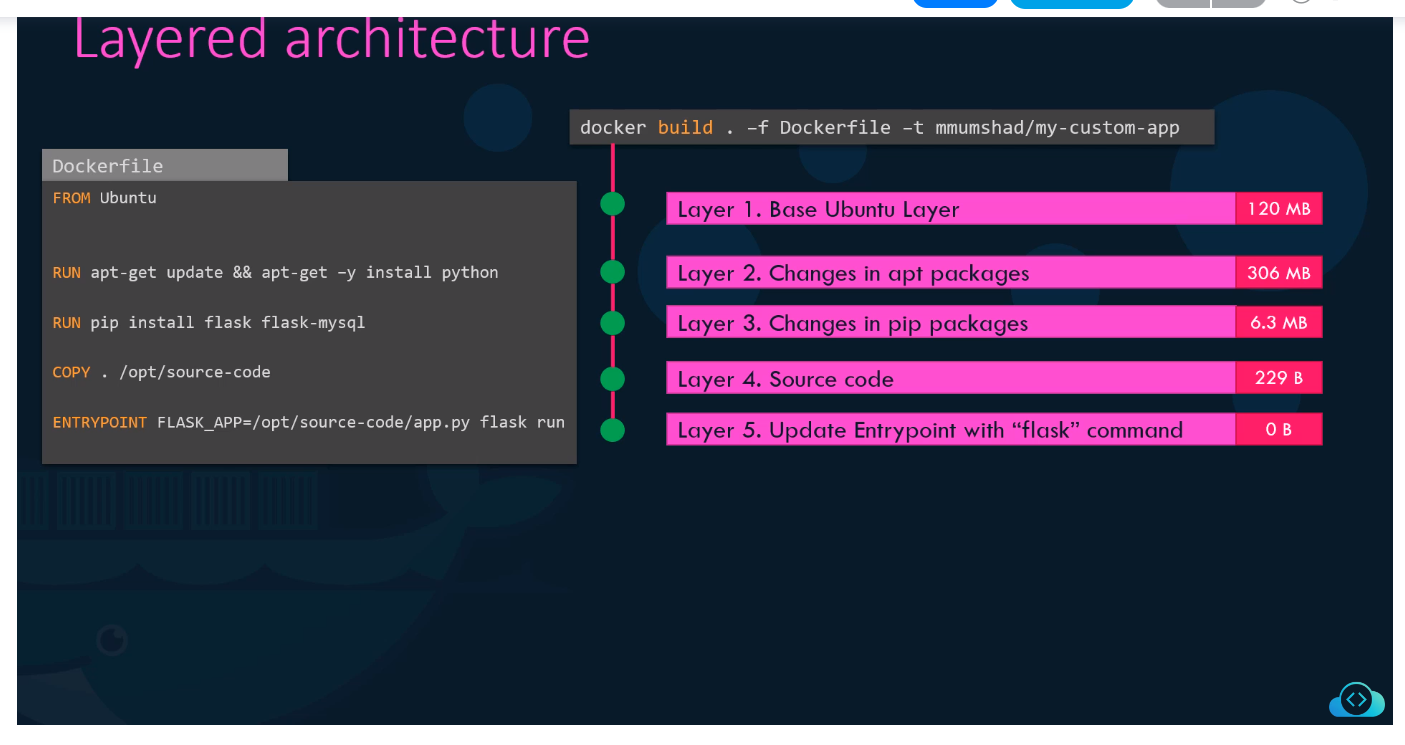 Layered architecture
docker build . –f Dockerfile –t mmumshad/my-custom-app
Dockerfile
FROM Ubuntu
RUN apt-get update && apt-get –y install python
RUN pip install flask flask-mysql
COPY . /opt/source-code
ENTRYPOINT FLASK_APP=/opt/source-code/app.py flask run
Layer 1. Base Ubuntu Layer 120 MB
Layer 2. Changes in apt packages 306 MB
Layer 3. Changes in pip packages 6.3 MB
Layer 4. Source code 229 B
Layer 5. Update Entrypoint with “flask” command 0 B